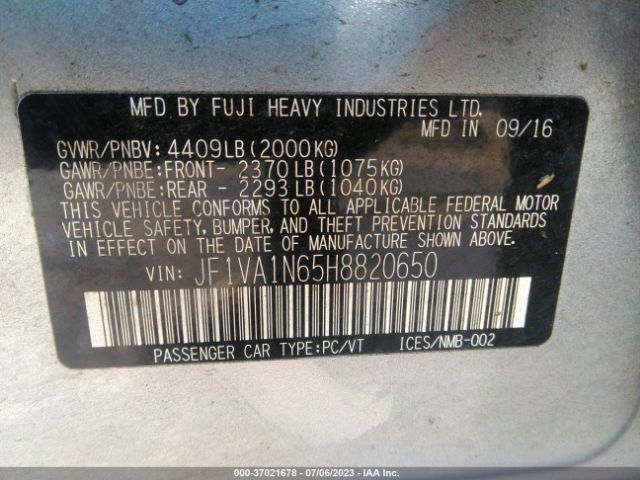 MFD BY FUJI HEAVY INDUSTRIES LTD.
MFD IN 09/16
GVWR/PNBV: 4409LB(2000KG)
GAWR/PNBE:FRONT- 2370LB(1075KG)
GAWR/PNBE:REAR - 2293LB(1040KG)
THIS VEHICLE CONFORMS TO ALL APPLICABLE FEDERAL MOTOR
VEHICLE SAFETY, BUMPER, AND THEFT PREVENTION STANDARDS
IN EFFECT ON THE DATE OF MANUFACTURE SHOWN ABOVE.
VIN: JF1VA1N65H8820650
PASSENGER CAR TYPE:PC/VT ICES/NMB-002
000-37021678 - 07/06/2023 - IAA Inc.